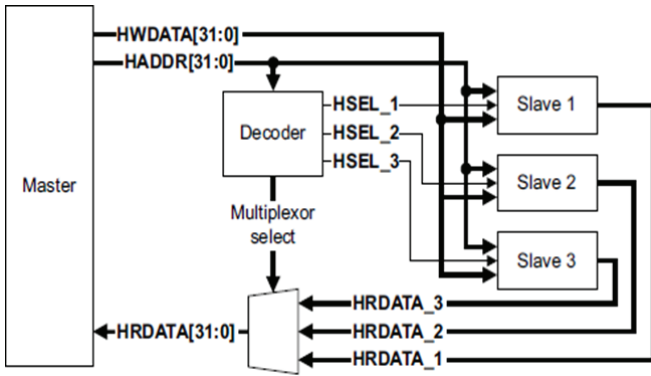 HWDATA[31:0]
HADDR[31:0]
HSEL_1
Slave 1
Decoder
HSEL_2
HSEL_3
Master
Slave 2
Multiplexor
select
Slave 3
HRDATA_3
HRDATA[31:0]
HRDATA_2
HRDATA_1